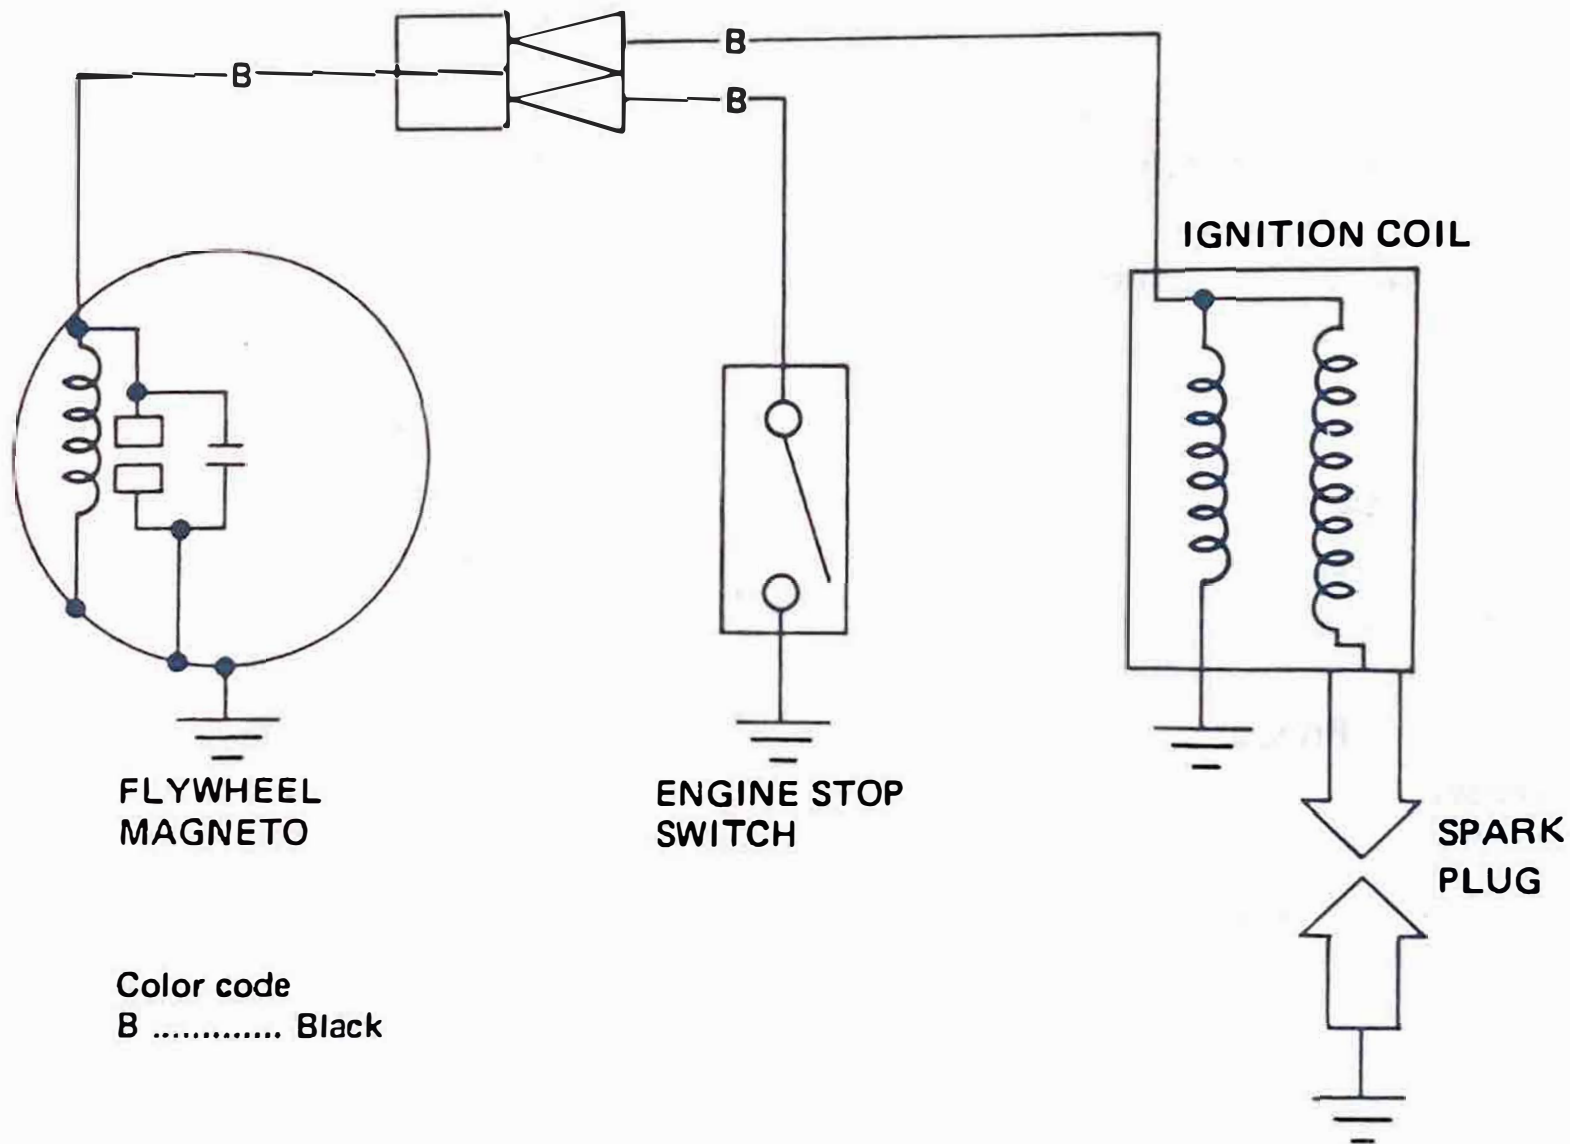 B
B
B
IGNITION COIL
FLYWHEEL
MAGNETO
ENGINE STOP
SWITCH
SPARK
PLUG
Color code
B ............. Black